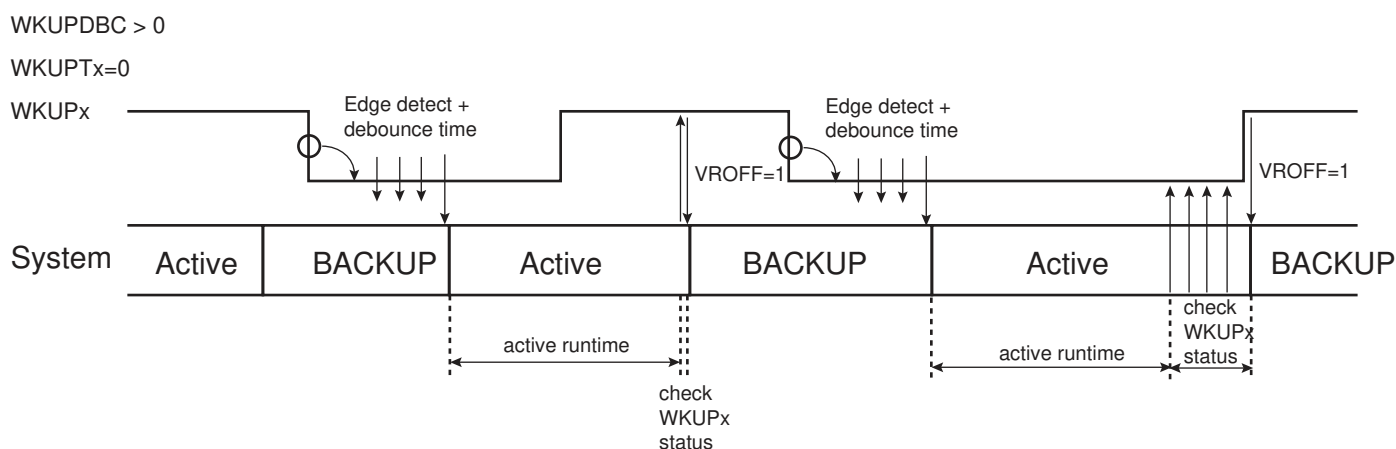 WKUPDBC > 0
WKUPTx=0
WKUPx
Edge detect +
debounce time
VROFF=1
Edge detect +
debounce time
VROFF=1
System
Active
BACKUP
Active
BACKUP
Active
BACKUP
active runtime
check
WKUPx
status
active runtime
check
WKUPx
status